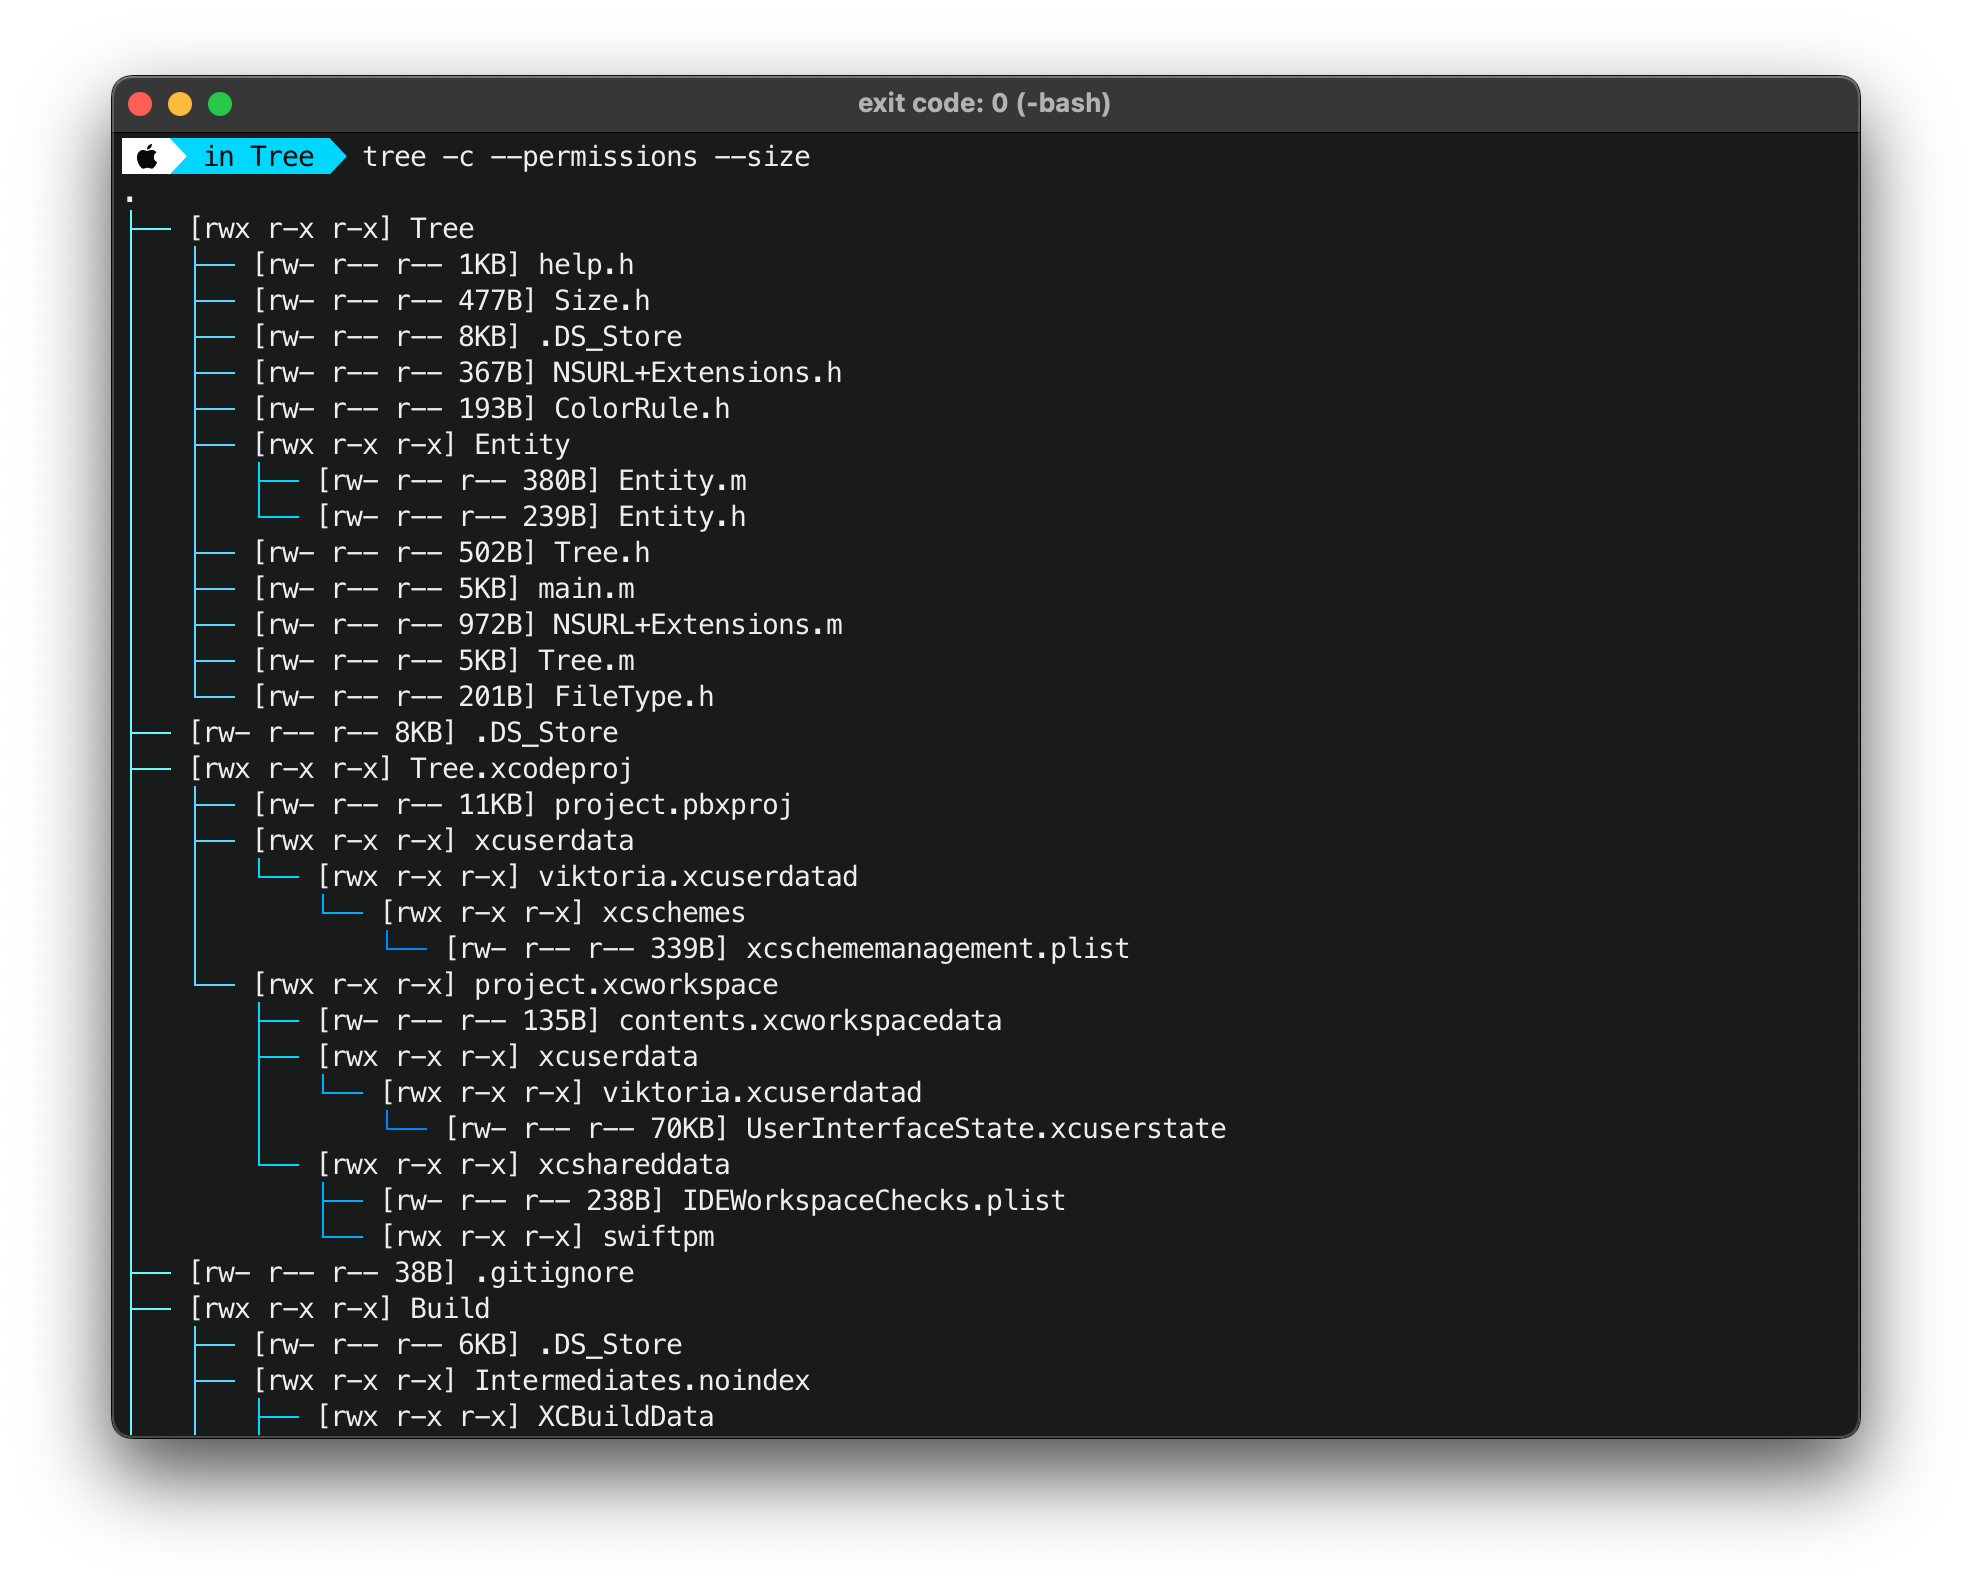 exit code: 0 (-bash)
in Tree tree -c --permissions --size
.
├── [rwx r-x r-x] Tree
│   ├── [rw- r-- r-- 1KB] help.h
│   ├── [rw- r-- r-- 477B] Size.h
│   ├── [rw- r-- r-- 8KB] .DS_Store
│   ├── [rw- r-- r-- 367B] NSURL+Extensions.h
│   ├── [rw- r-- r-- 193B] ColorRule.h
│   ├── [rwx r-x r-x] Entity
│   │   ├── [rw- r-- r-- 380B] Entity.m
│   │   └── [rw- r-- r-- 239B] Entity.h
│   ├── [rw- r-- r-- 502B] Tree.h
│   ├── [rw- r-- r-- 5KB] main.m
│   ├── [rw- r-- r-- 972B] NSURL+Extensions.m
│   ├── [rw- r-- r-- 5KB] Tree.m
│   └── [rw- r-- r-- 201B] FileType.h
├── [rw- r-- r-- 8KB] .DS_Store
├── [rwx r-x r-x] Tree.xcodeproj
│   ├── [rw- r-- r-- 11KB] project.pbxproj
│   ├── [rwx r-x r-x] xcuserdata
│   │   └── [rwx r-x r-x] viktoria.xcuserdatad
│   │       └── [rwx r-x r-x] xcschemes
│   │           └── [rw- r-- r-- 339B] xcschememanagement.plist
│   └── [rwx r-x r-x] project.xcworkspace
│       ├── [rw- r-- r-- 135B] contents.xcworkspacedata
│       ├── [rwx r-x r-x] xcuserdata
│       │   └── [rwx r-x r-x] viktoria.xcuserdatad
│       │       └── [rw- r-- r-- 70KB] UserInterfaceState.xcuserstate
│       └── [rwx r-x r-x] xcshareddata
│           ├── [rw- r-- r-- 238B] IDEWorkspaceChecks.plist
│           └── [rwx r-x r-x] swiftpm
├── [rw- r-- r-- 38B] .gitignore
├── [rwx r-x r-x] Build
│   ├── [rw- r-- r-- 6KB] .DS_Store
│   ├── [rwx r-x r-x] Intermediates.noindex
│   │   ├── [rwx r-x r-x] XCBuildData